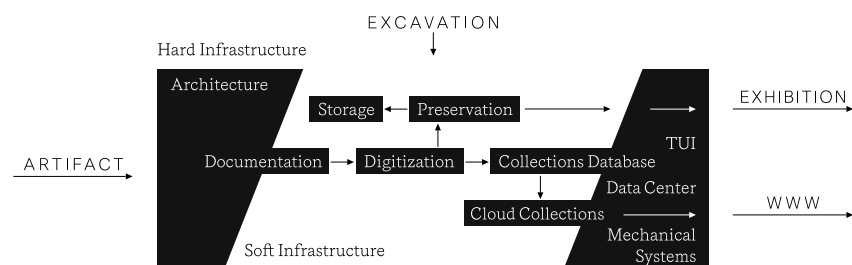 EXCAVATION
Hard Infrastructure
Architecture
Storage
Preservation
EXHIBITION
TUI
ARTIFACT
Documentation
Digitization
Collections Database
Data Center
WWW
Cloud Collections
Mechanical
Systems
Soft Infrastructure